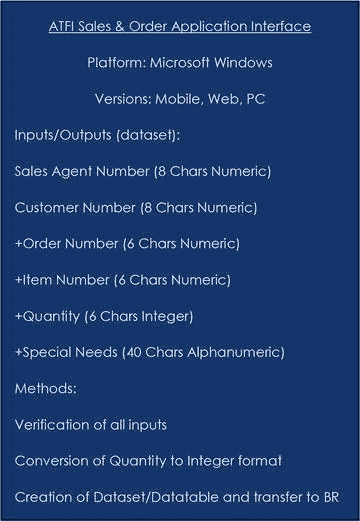 ATFI Sales & Order Application Interface
Platform: Microsoft Windows
Versions: Mobile, Web, PC
Inputs/Outputs (dataset):
Sales Agent Number (8 Chars Numeric)
Customer Number (8 Chars Numeric)
+Order Number (6 Chars Numeric)
+Item Number (6 Chars Numeric)
+Quantity (6 Chars Integer)
+Special Needs (40 Chars Alphanumeric)
Methods:
Verification of all inputs
Conversion of Quantity to Integer format
Creation of Dataset/Datatable and transfer to BR